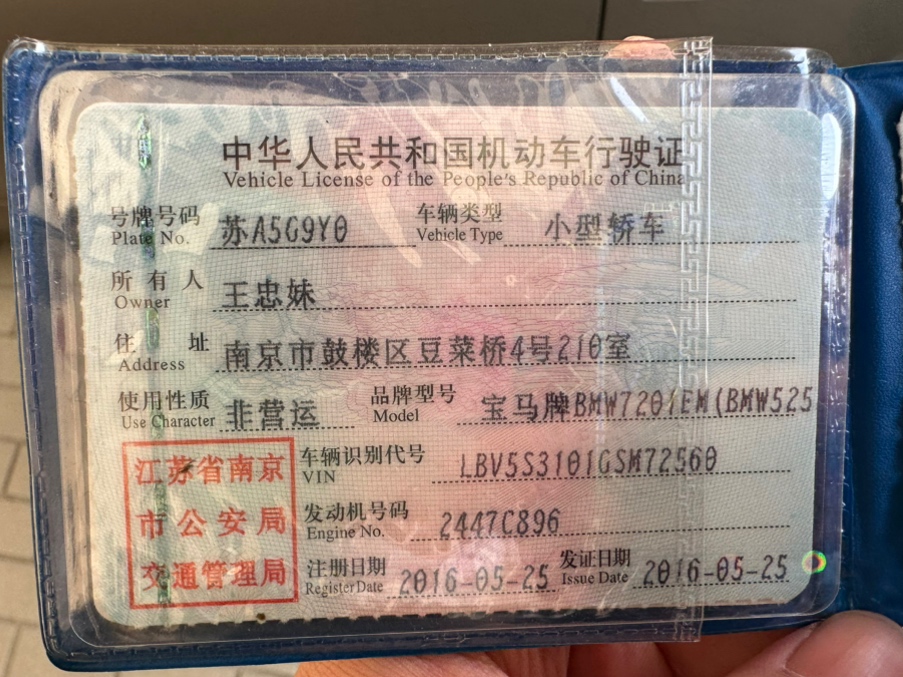 中华人民共和国机动车行驶证
Vehicle License of the People's Republic of China
号牌号码 苏A5G9Y0 车辆类型 小型轿车
Plate No. Vehicle Type
所有人 王忠妹
Owner
住址 南京市鼓楼区豆菜桥4号210室
Address
使用性质 非营运 品牌型号 宝马牌BMW7201EM(BMW525
Use Character Model
江苏省南京
市公安局
交通管理局
车辆识别代号 LBV5S3101GSM72560
VIN
发动机号码 2447C896
Engine No.
注册日期 2016-05-25 发证日期 2016-05-25
Register Date Issue Date